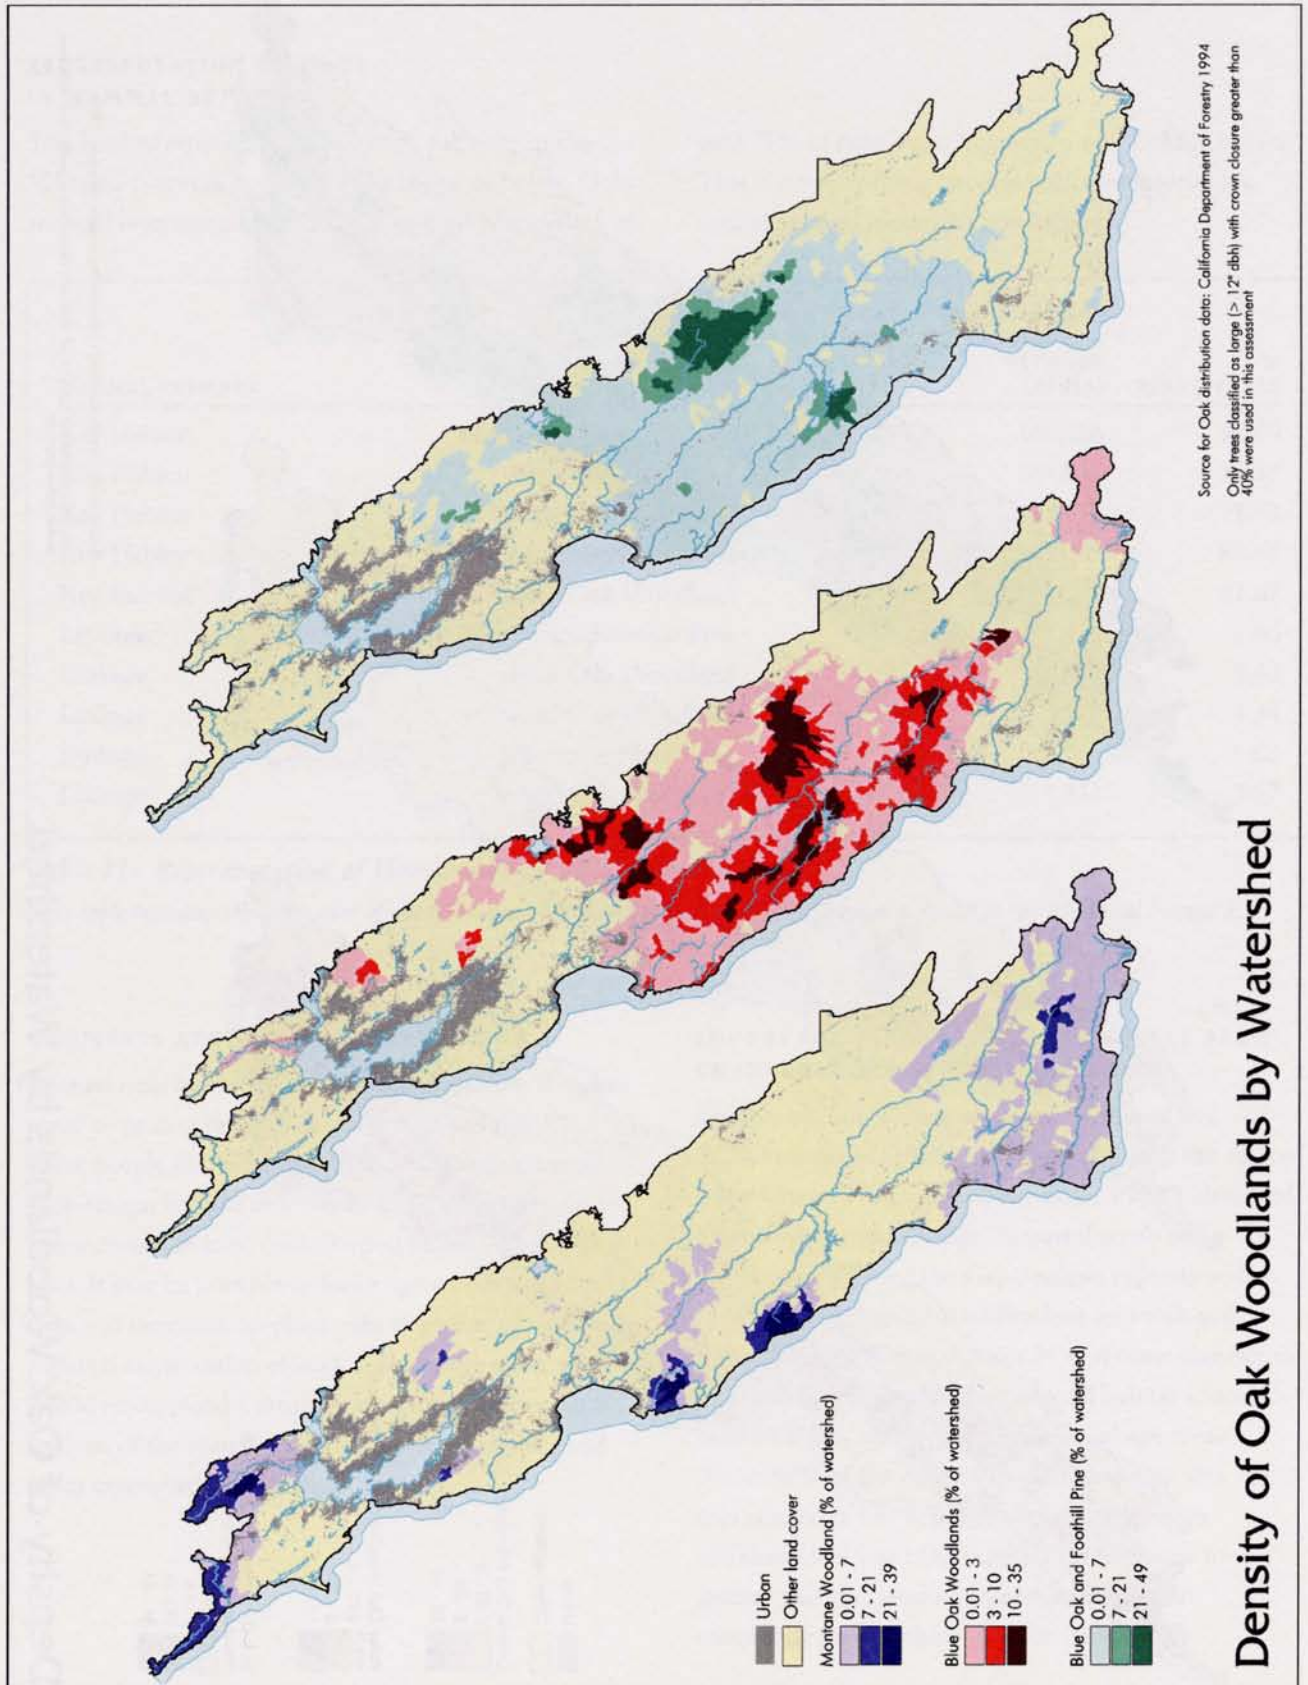 Density of Oak Woodlands by Watershed
Urban
Other land cover
Montane Woodland (% of watershed)
0.01 - 7
7 - 21
21 - 39
Blue Oak Woodlands (% of watershed)
0.01 - 3
3 - 10
10 - 35
Blue Oak and Foothill Pine (% of watershed)
0.01 - 7
7 - 21
21 - 49
Source for Oak distribution data: California Department of Forestry 1994
Only trees classified as large (> 12" dbh) with crown closure greater than
40% were used in this assessment